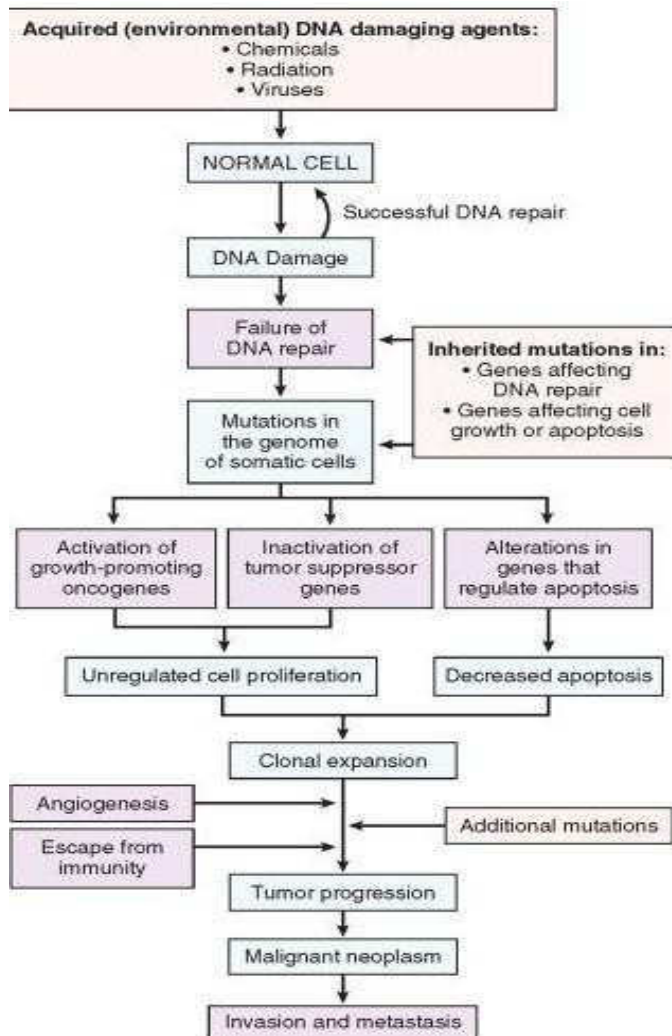 Acquired (environmental) DNA damaging agents:
• Chemicals
• Radiation
• Viruses
NORMAL CELL
Successful DNA repair
DNA Damage
Failure of
DNA repair
Inherited mutations in:
• Genes affecting
DNA repair
• Genes affecting cell
growth or apoptosis
Mutations in
the genome
of somatic cells
Activation of
growth-promoting
oncogenes
Inactivation of
tumor suppressor
genes
Alterations in
genes that
regulate apoptosis
Unregulated cell proliferation
Decreased apoptosis
Clonal expansion
Angiogenesis
Additional mutations
Escape from
immunity
Tumor progression
Malignant neoplasm
Invasion and metastasis